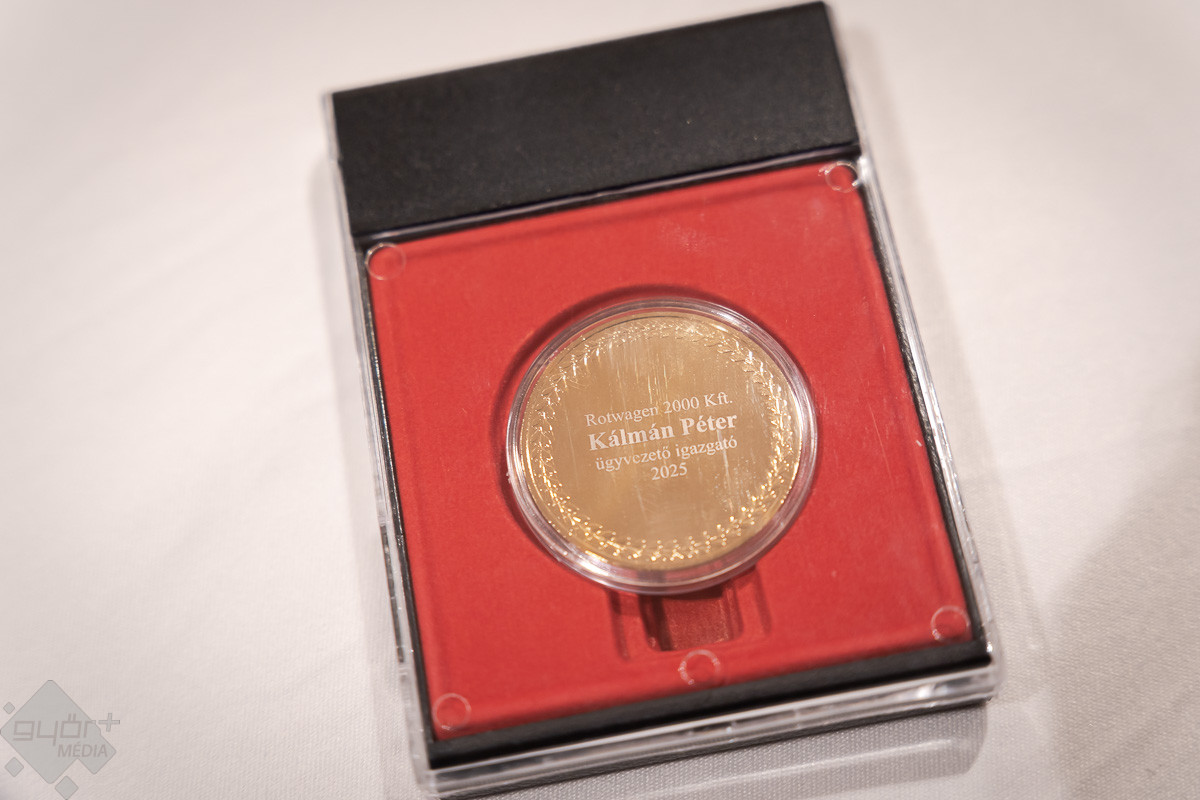 Rotwagen 2000 Kft.
Kálmán Péter
ügyvezető igazgató
2025
győr+
MÉDIA